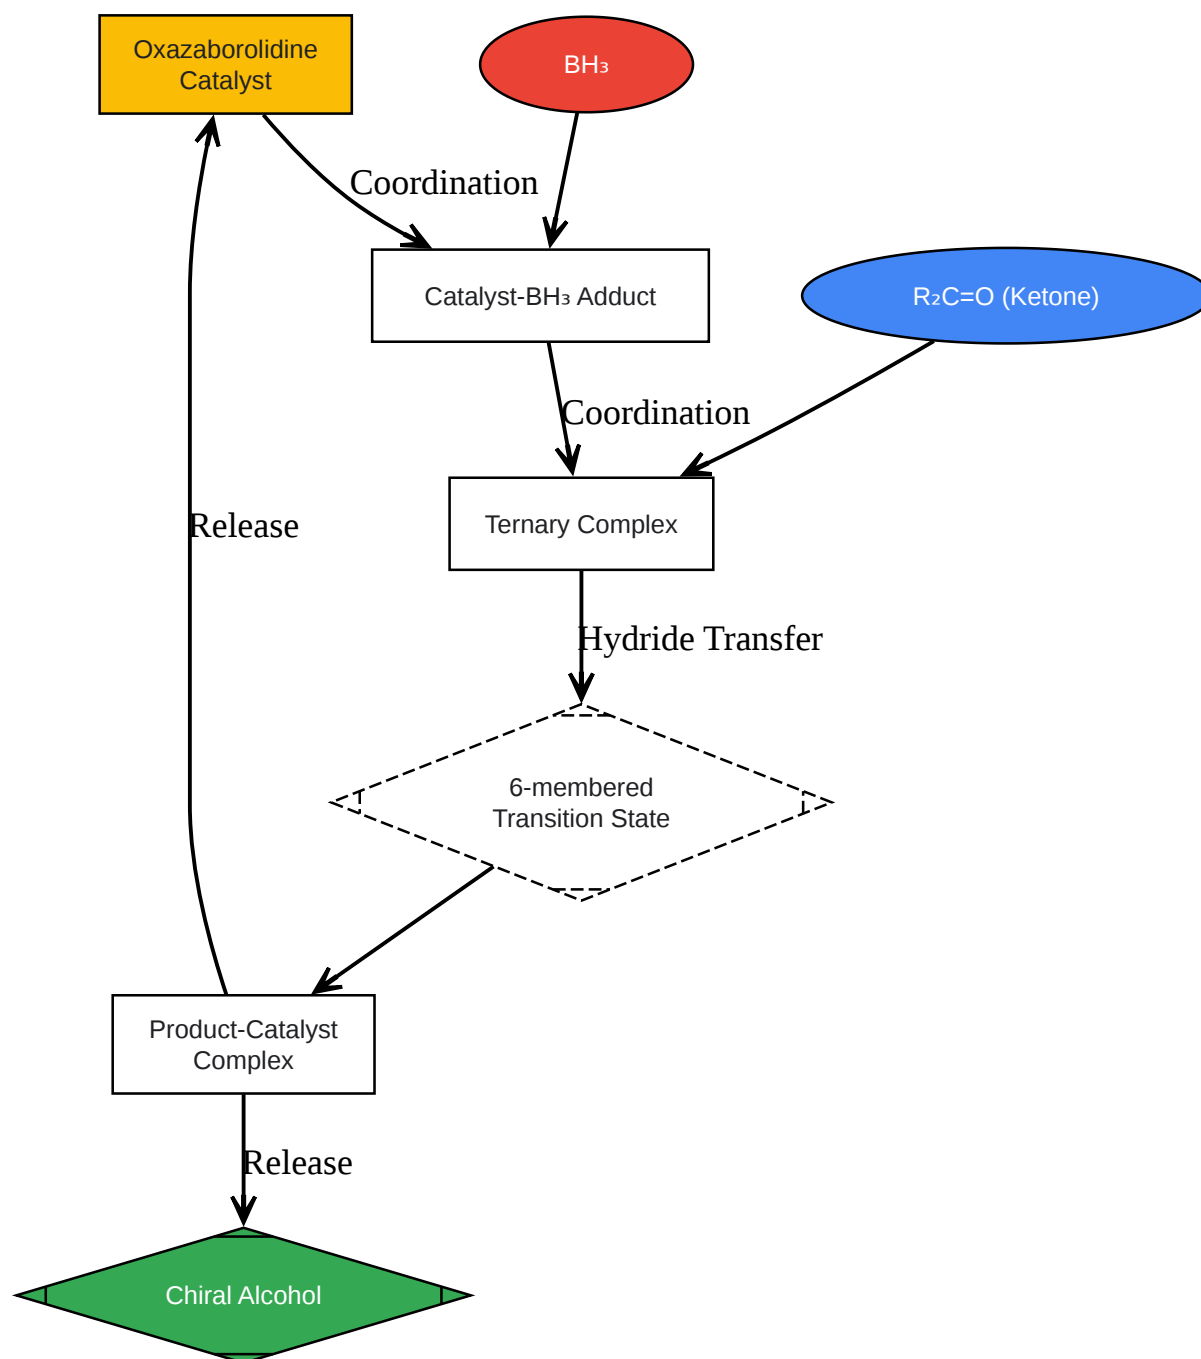 Oxazaborolidine
Catalyst
BH₃
Coordination
Catalyst-BH₃ Adduct
R₂C=O (Ketone)
Coordination
Ternary Complex
Release
Hydride Transfer
6-membered
Transition State
Product-Catalyst
Complex
Release
Chiral Alcohol